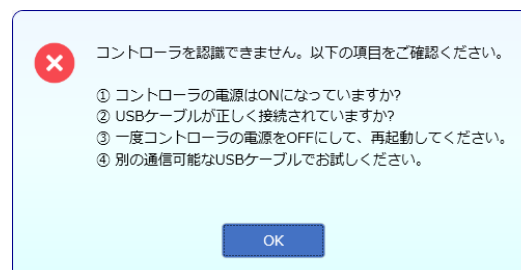 コントローラを認識できません。以下の項目をご確認ください。
① コントローラの電源はONになっていますか?
② USBケーブルが正しく接続されていますか?
③ 一度コントローラの電源をOFFにして、再起動してください。
④ 別の通信可能なUSBケーブルでお試しください。
OK